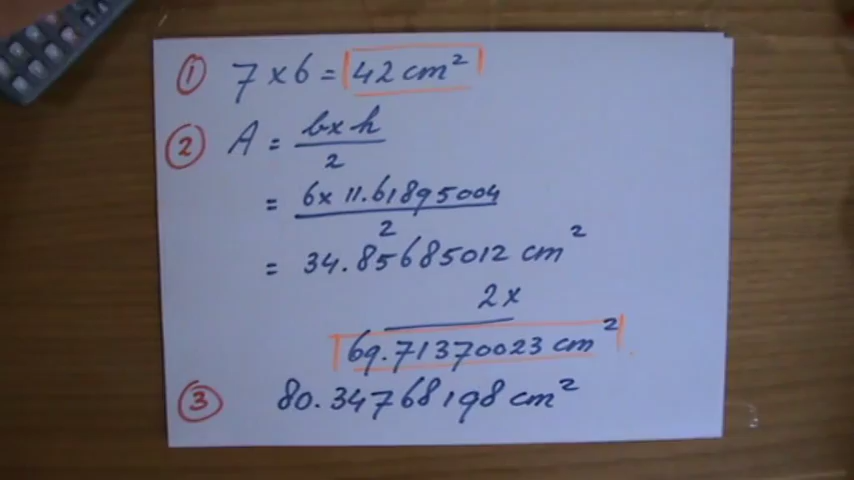 ① 7 × 6 = 42 cm²
② A = b × h
2
= 6 × 11.61895004
2
= 34.85685012 cm²
2 ×
69.71370023 cm²
③ 80.34768198 cm²